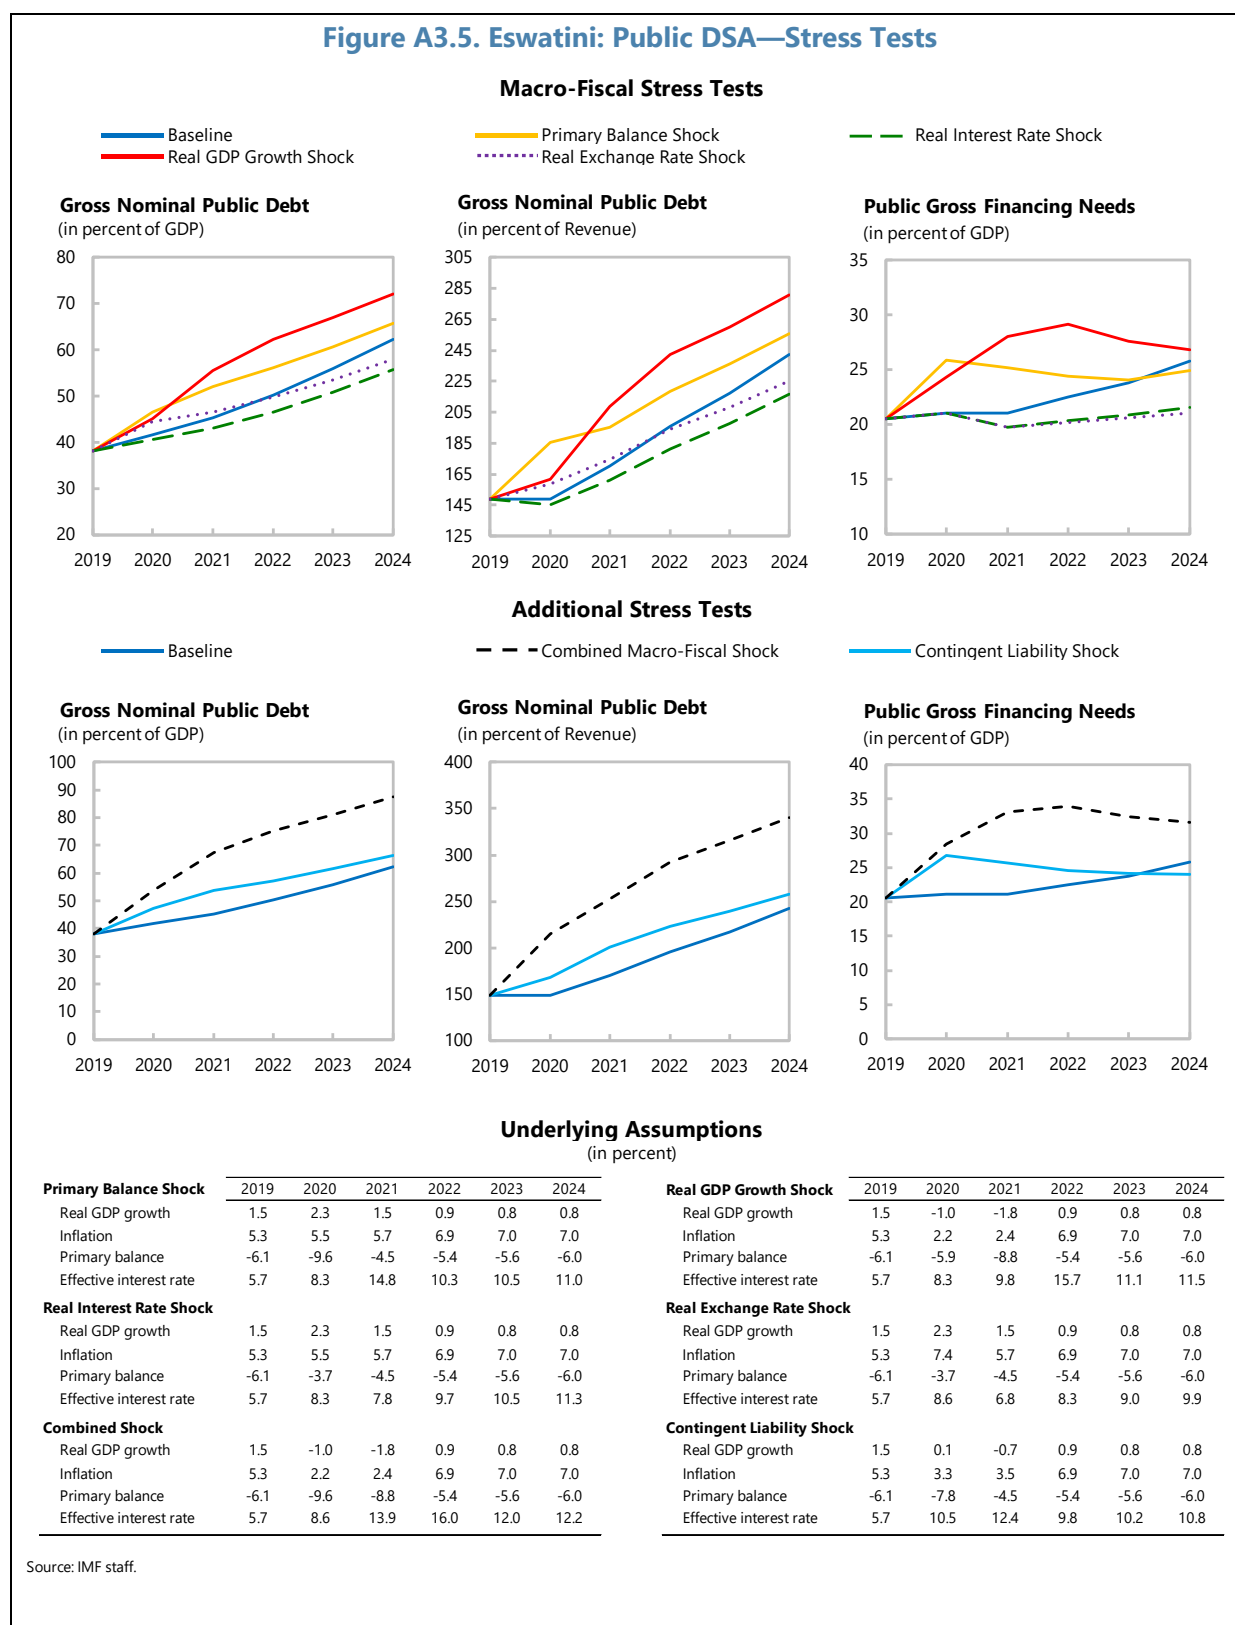 Figure A3.5. Eswatini: Public DSA—Stress Tests
Macro-Fiscal Stress Tests
Baseline
Primary Balance Shock
Real Interest Rate Shock
Real GDP Growth Shock
Real Exchange Rate Shock
Gross Nominal Public Debt
(in percent of GDP)
80
70
60
50
40
30
20
2019 2020 2021 2022 2023 2024
Gross Nominal Public Debt
(in percent of Revenue)
305
285
265
245
225
205
185
165
145
125
2019 2020 2021 2022 2023 2024
Public Gross Financing Needs
(in percent of GDP)
35
30
25
20
15
10
2019 2020 2021 2022 2023 2024
Additional Stress Tests
Baseline
Combined Macro-Fiscal Shock
Contingent Liability Shock
Gross Nominal Public Debt
(in percent of GDP)
100
90
80
70
60
50
40
30
20
10
0
2019 2020 2021 2022 2023 2024
Gross Nominal Public Debt
(in percent of Revenue)
400
350
300
250
200
150
100
2019 2020 2021 2022 2023 2024
Public Gross Financing Needs
(in percent of GDP)
40
35
30
25
20
15
10
5
0
2019 2020 2021 2022 2023 2024
Underlying Assumptions
(in percent)
Primary Balance Shock 2019 2020 2021 2022 2023 2024
Real GDP growth 1.5 2.3 1.5 0.9 0.8 0.8
Inflation 5.3 5.5 5.7 6.9 7.0 7.0
Primary balance -6.1 -9.6 -4.5 -5.4 -5.6 -6.0
Effective interest rate 5.7 8.3 14.8 10.3 10.5 11.0
Real Interest Rate Shock
Real GDP growth 1.5 2.3 1.5 0.9 0.8 0.8
Inflation 5.3 5.5 5.7 6.9 7.0 7.0
Primary balance -6.1 -3.7 -4.5 -5.4 -5.6 -6.0
Effective interest rate 5.7 8.3 7.8 9.7 10.5 11.3
Combined Shock
Real GDP growth 1.5 -1.0 -1.8 0.9 0.8 0.8
Inflation 5.3 2.2 2.4 6.9 7.0 7.0
Primary balance -6.1 -9.6 -8.8 -5.4 -5.6 -6.0
Effective interest rate 5.7 8.6 13.9 16.0 12.0 12.2
Real GDP Growth Shock 2019 2020 2021 2022 2023 2024
Real GDP growth 1.5 -1.0 -1.8 0.9 0.8 0.8
Inflation 5.3 2.2 2.4 6.9 7.0 7.0
Primary balance -6.1 -5.9 -8.8 -5.4 -5.6 -6.0
Effective interest rate 5.7 8.3 9.8 15.7 11.1 11.5
Real Exchange Rate Shock
Real GDP growth 1.5 2.3 1.5 0.9 0.8 0.8
Inflation 5.3 7.4 5.7 6.9 7.0 7.0
Primary balance -6.1 -3.7 -4.5 -5.4 -5.6 -6.0
Effective interest rate 5.7 8.6 6.8 8.3 9.0 9.9
Contingent Liability Shock
Real GDP growth 1.5 0.1 -0.7 0.9 0.8 0.8
Inflation 5.3 3.3 3.5 6.9 7.0 7.0
Primary balance -6.1 -7.8 -4.5 -5.4 -5.6 -6.0
Effective interest rate 5.7 10.5 12.4 9.8 10.2 10.8
Source: IMF staff.